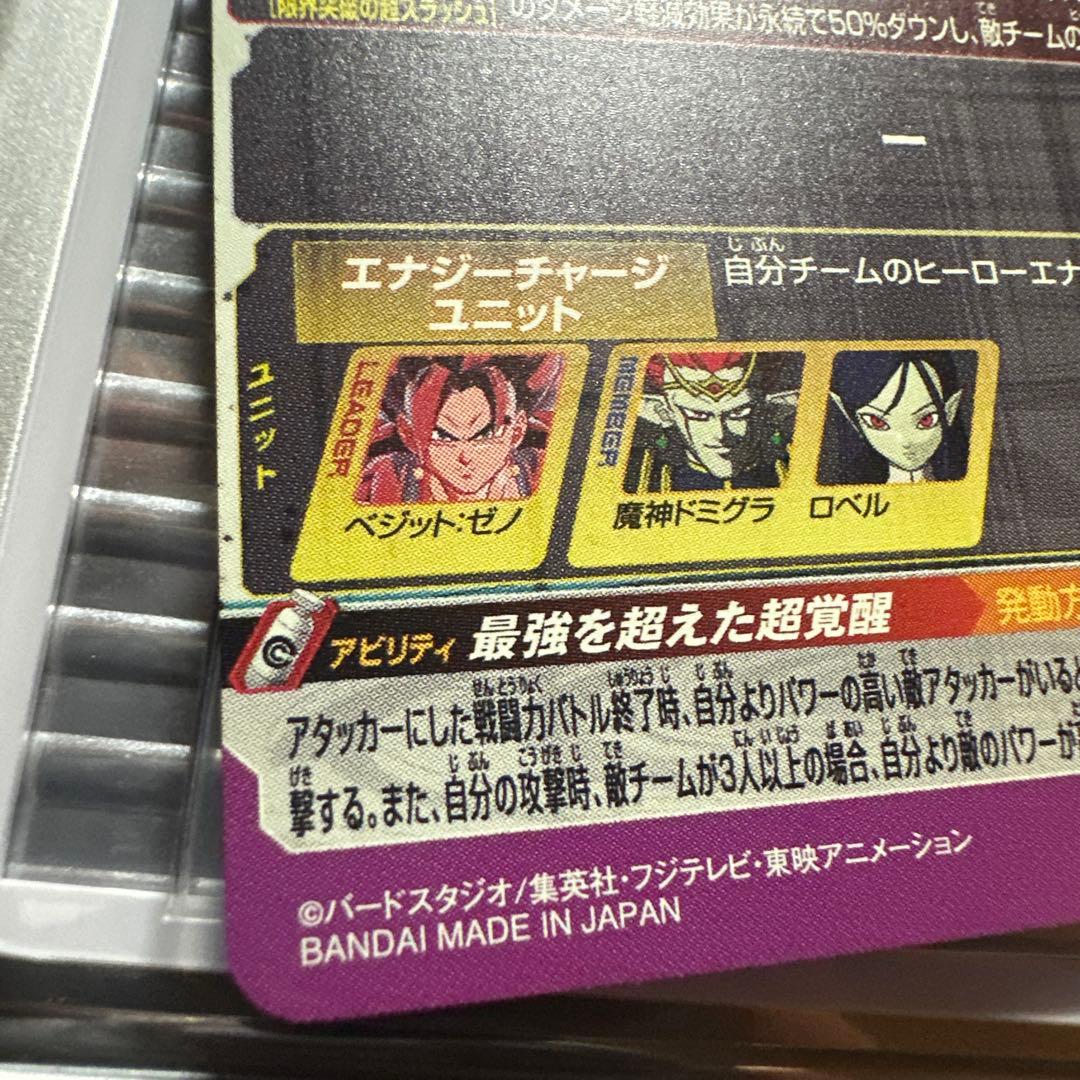 【限界突破の超スラッシュ】のダメージ軽減効果が永続で50%ダウンし、敵チームの
ー
エナジーチャージ
ユニット
自分チームのヒーローエナ
ユニット
LEADER
MEMBER
ベジット:ゼノ
魔神ドミグラ
ロベル
アビリティ 最強を超えた超覚醒 発動
アタッカーにした戦闘力バトル終了時、自分よりパワーの高い敵アタッカーがいると
撃する。また、自分の攻撃時、敵チームが3人以上の場合、自分より敵のパワーが
©バードスタジオ/集英社・フジテレビ・東映アニメーション
BANDAI MADE IN JAPAN